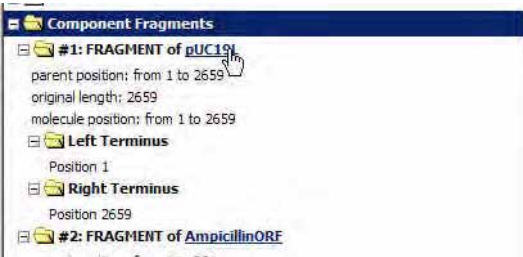 Component Fragments
#1: FRAGMENT of pUC19L
parent position: from 1 to 2659
original length: 2659
molecule position: from 1 to 2659
Left Terminus
Position 1
Right Terminus
Position 2659
#2: FRAGMENT of AmpicillinORF